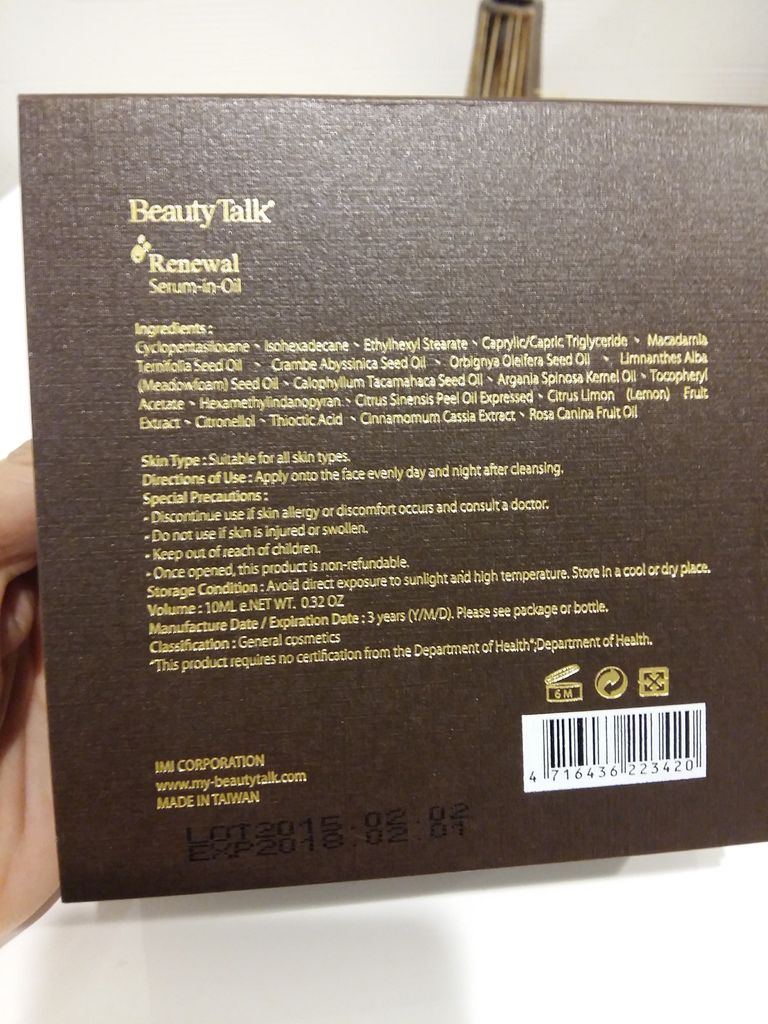 Beauty Talk®
Renewal
Serum-in-Oil
Ingredients :
Cyclopentasiloxane、Isohexadecane、Ethylhexyl Stearate、Caprylic/Capric Triglyceride、Macadamia
Ternifolia Seed Oil、Crambe Abyssinica Seed Oil、Orbignya Oleifera Seed Oil、Limnanthes Alba
(Meadowfoam) Seed Oil、Calophyllum Tacamahaca Seed Oil、Argania Spinosa Kernel Oil、Tocopheryl
Acetate、Hexamethylindanopyran、Citrus Sinensis Peel Oil Expressed、Citrus Limon (Lemon) Fruit
Extract、Citronellol、Thioctic Acid、Cinnamomum Cassia Extract、Rosa Canina Fruit Oil
Skin Type : Suitable for all skin types.
Directions of Use : Apply onto the face evenly day and night after cleansing.
Special Precautions :
- Discontinue use if skin allergy or discomfort occurs and consult a doctor.
- Do not use if skin is injured or swollen.
- Keep out of reach of children.
- Once opened, this product is non-refundable.
Storage Condition : Avoid direct exposure to sunlight and high temperature. Store in a cool or dry place.
Volume : 10ML e.NET WT. 0.32 OZ
Manufacture Date / Expiration Date : 3 years (Y/M/D). Please see package or bottle.
Classification : General cosmetics
*This product requires no certification from the Department of Health*;Department of Health.
6 M
4 716436 223420
IMI CORPORATION
www.my-beautytalk.com
MADE IN TAIWAN
LOT2015.02.02
EXP2018.02.01